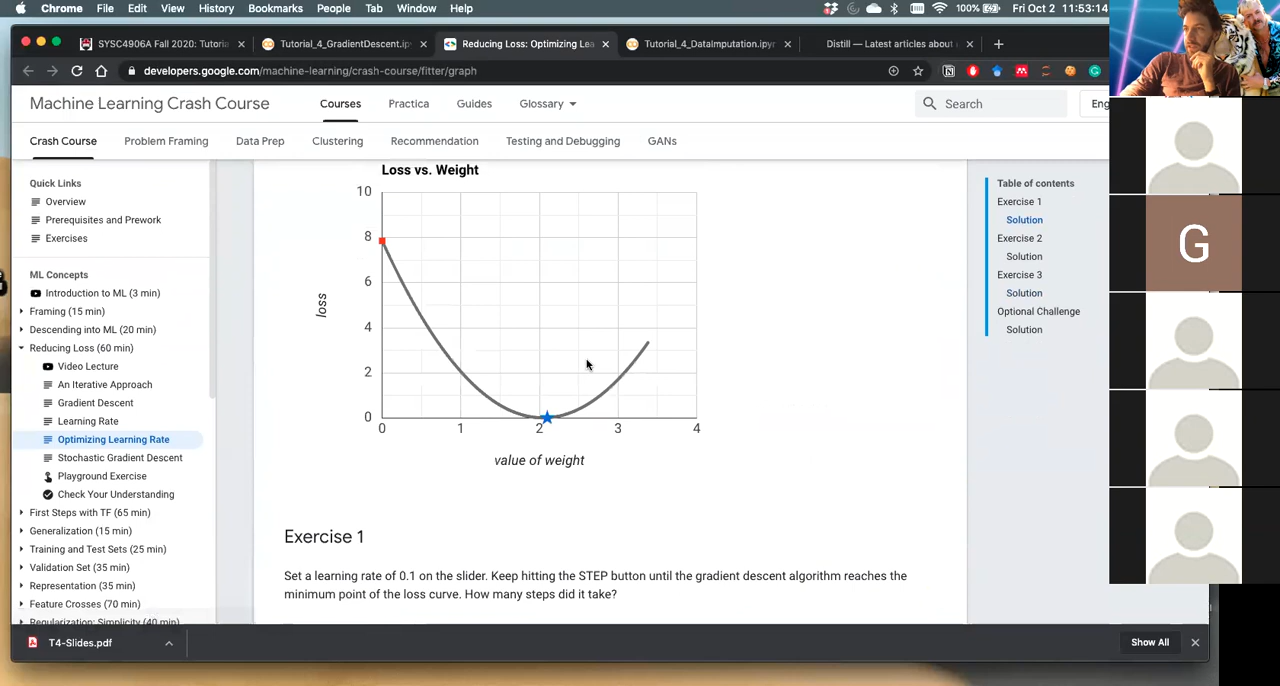 Chrome File Edit View History Bookmarks People Tab Window Help 100% Fri Oct 2 11:53:14
SYSC4906A Fall 2020: Tutoria
Tutorial_4_GradientDescent.ip
Reducing Loss: Optimizing Lea
Tutorial_4_DataImputation.ipyr
Distill — Latest articles about
developers.google.com/machine-learning/crash-course/fitter/graph
Machine Learning Crash Course
Courses Practica Guides Glossary
Search
Eng
Crash Course Problem Framing Data Prep Clustering Recommendation Testing and Debugging GANs
Quick Links
Overview
Prerequisites and Prework
Exercises
ML Concepts
Introduction to ML (3 min)
Framing (15 min)
Descending into ML (20 min)
Reducing Loss (60 min)
Video Lecture
An Iterative Approach
Gradient Descent
Learning Rate
Optimizing Learning Rate
Stochastic Gradient Descent
Playground Exercise
Check Your Understanding
First Steps with TF (65 min)
Generalization (15 min)
Training and Test Sets (25 min)
Validation Set (35 min)
Representation (35 min)
Feature Crosses (70 min)
Regularization: Simplicity (40 min)
Loss vs. Weight
10
8
6
4
2
0
loss
0 1 2 3 4
value of weight
Exercise 1
Set a learning rate of 0.1 on the slider. Keep hitting the STEP button until the gradient descent algorithm reaches the
minimum point of the loss curve. How many steps did it take?
Table of contents
Exercise 1
Solution
Exercise 2
Solution
Exercise 3
Solution
Optional Challenge
Solution
G
T4-Slides.pdf
Show All